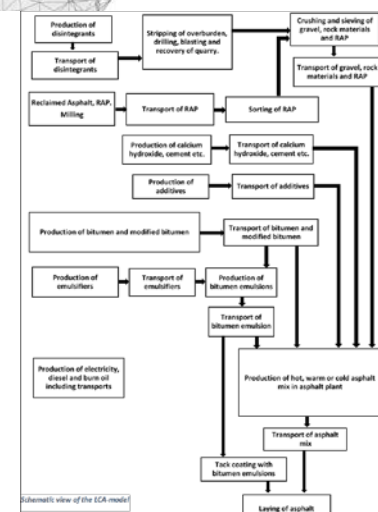 Production of
disintegrants
Transport of
disintegrants
Stripping of overburden,
drilling, blasting and
recovery of quarry.
Crushing and sieving of
gravel, rock materials
and RAP
Transport of gravel, rock
materials and RAP
Reclaimed Asphalt, RAP.
Milling
Transport of RAP
Sorting of RAP
Production of calcium
hydroxide, cement etc.
Transport of calcium
hydroxide, cement etc.
Production of
additives
Transport of additives
Production of bitumen and modified bitumen
Transport of bitumen and
modified bitumen
Production of
emulsifiers
Transport of
emulsifiers
Production of
bitumen emulsions
Transport of
bitumen emulsion
Production of electricity,
diesel and burn oil
including transports
Production of hot, warm or cold asphalt
mix in asphalt plant
Transport of asphalt
mix
Tack coating with
bitumen emulsions
Laying of asphalt
Schematic view of the LCA-model